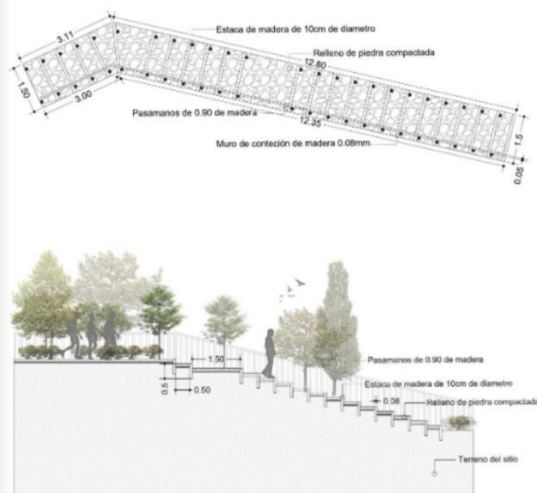 Estaca de madera de 10cm de diametro
3.11
Relleno de piedra compactada
12.60
1.50
3.00
Pasamanos de 0.90 de madera
12.35
1.5
Muro de conteción de madera 0.08mm
0.05
Pasamanos de 0.90 de madera
1.50
Estaca de madera de 10cm de diametro
0.5
0.50
0.08
Relleno de piedra compactada
Terreno del sitio